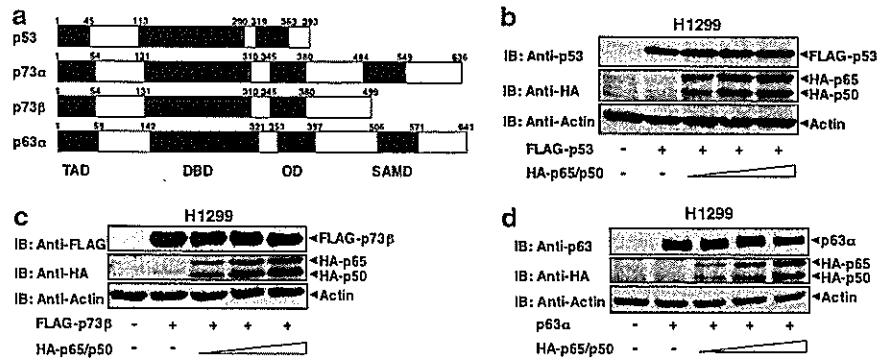 a
1 45 113 290 319 363 393
p53
1 54 131 310 345 380 484 549 636
p73α
1 54 131 310 345 380 499
p73β
1 59 142 321 353 397 506 571 641
p63α
TAD DBD OD SAMD
b
H1299
IB: Anti-p53 FLAG-p53
IB: Anti-HA HA-p65
HA-p50
IB: Anti-Actin Actin
FLAG-p53 - + + + +
HA-p65/p50 - -
c
H1299
IB: Anti-FLAG FLAG-p73β
IB: Anti-HA HA-p65
HA-p50
IB: Anti-Actin Actin
FLAG-p73β - + + + +
HA-p65/p50 - -
d
H1299
IB: Anti-p63 p63α
IB: Anti-HA HA-p65
HA-p50
IB: Anti-Actin Actin
p63α - + + + +
HA-p65/p50 - -